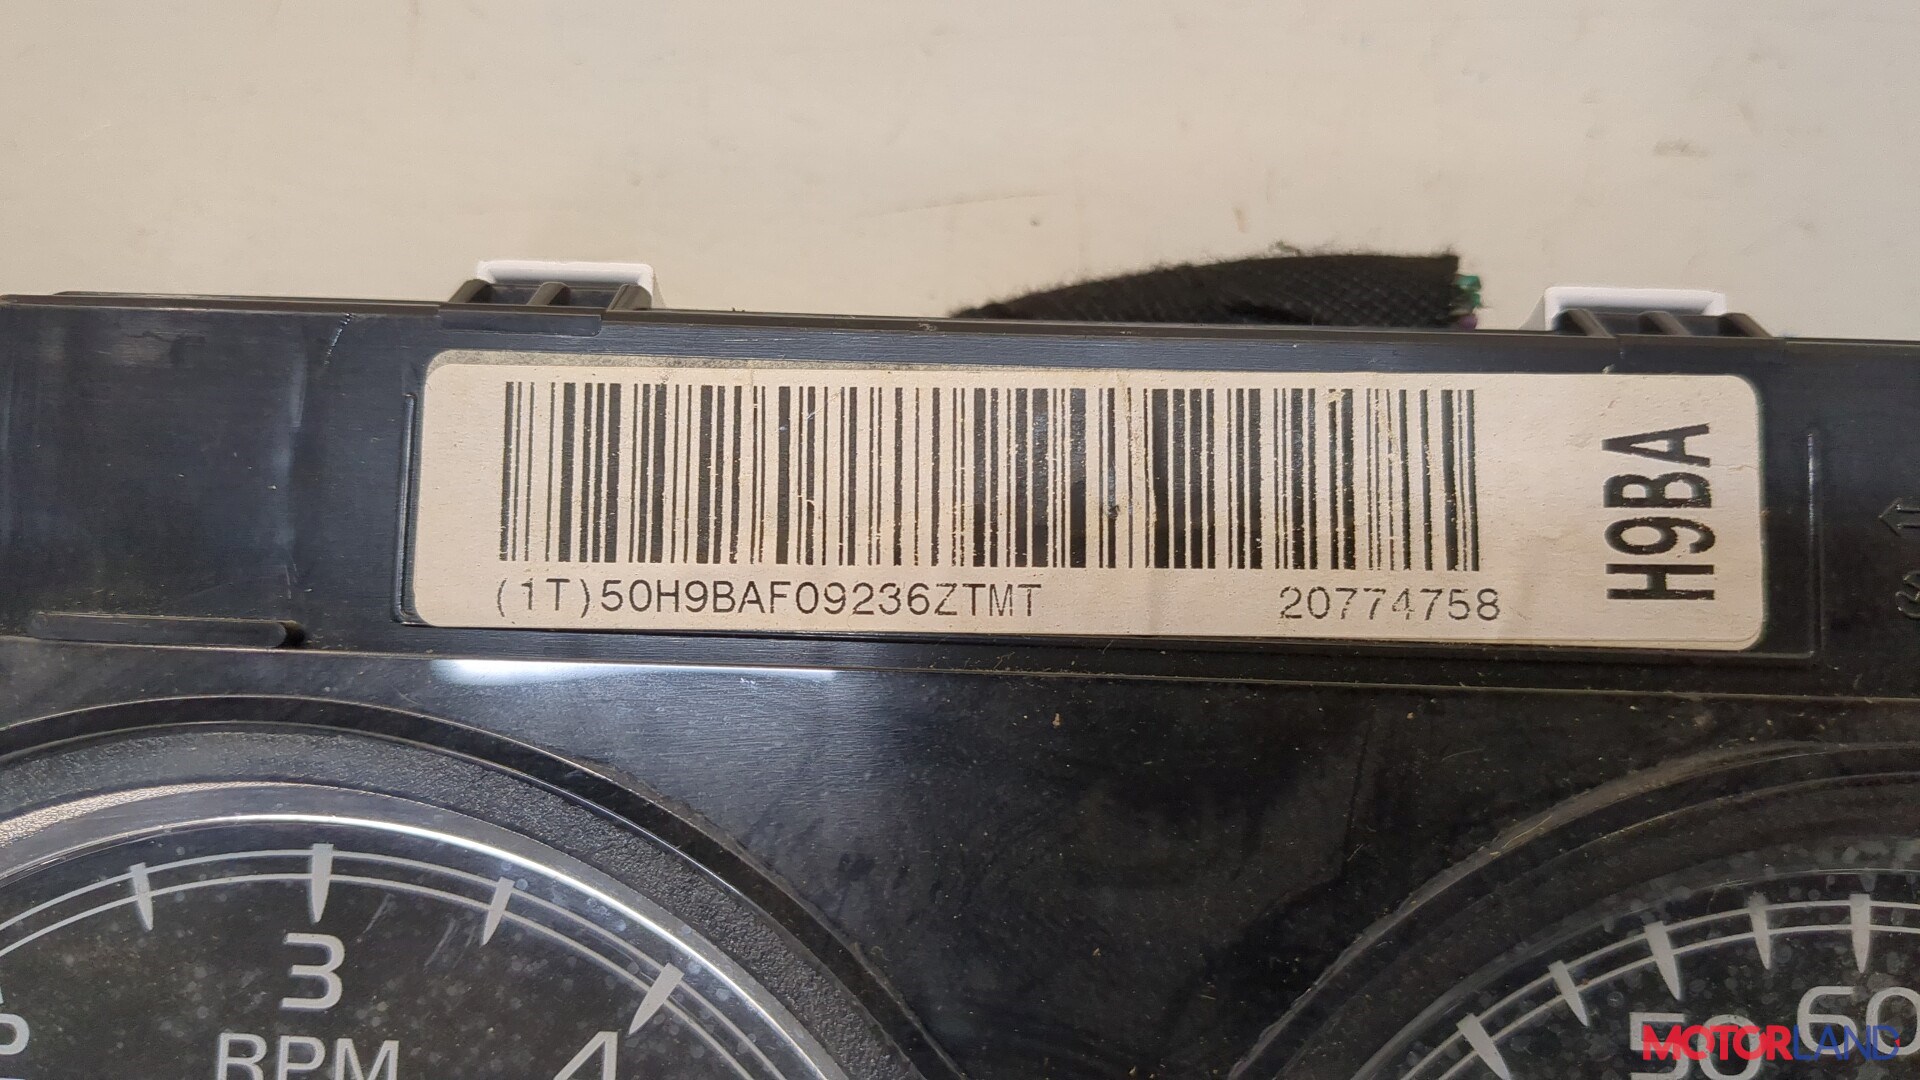 (1T)50H9BAF09236ZTMT 20774758
H9BA
3
RPM
4
50
60
MOTORLAND